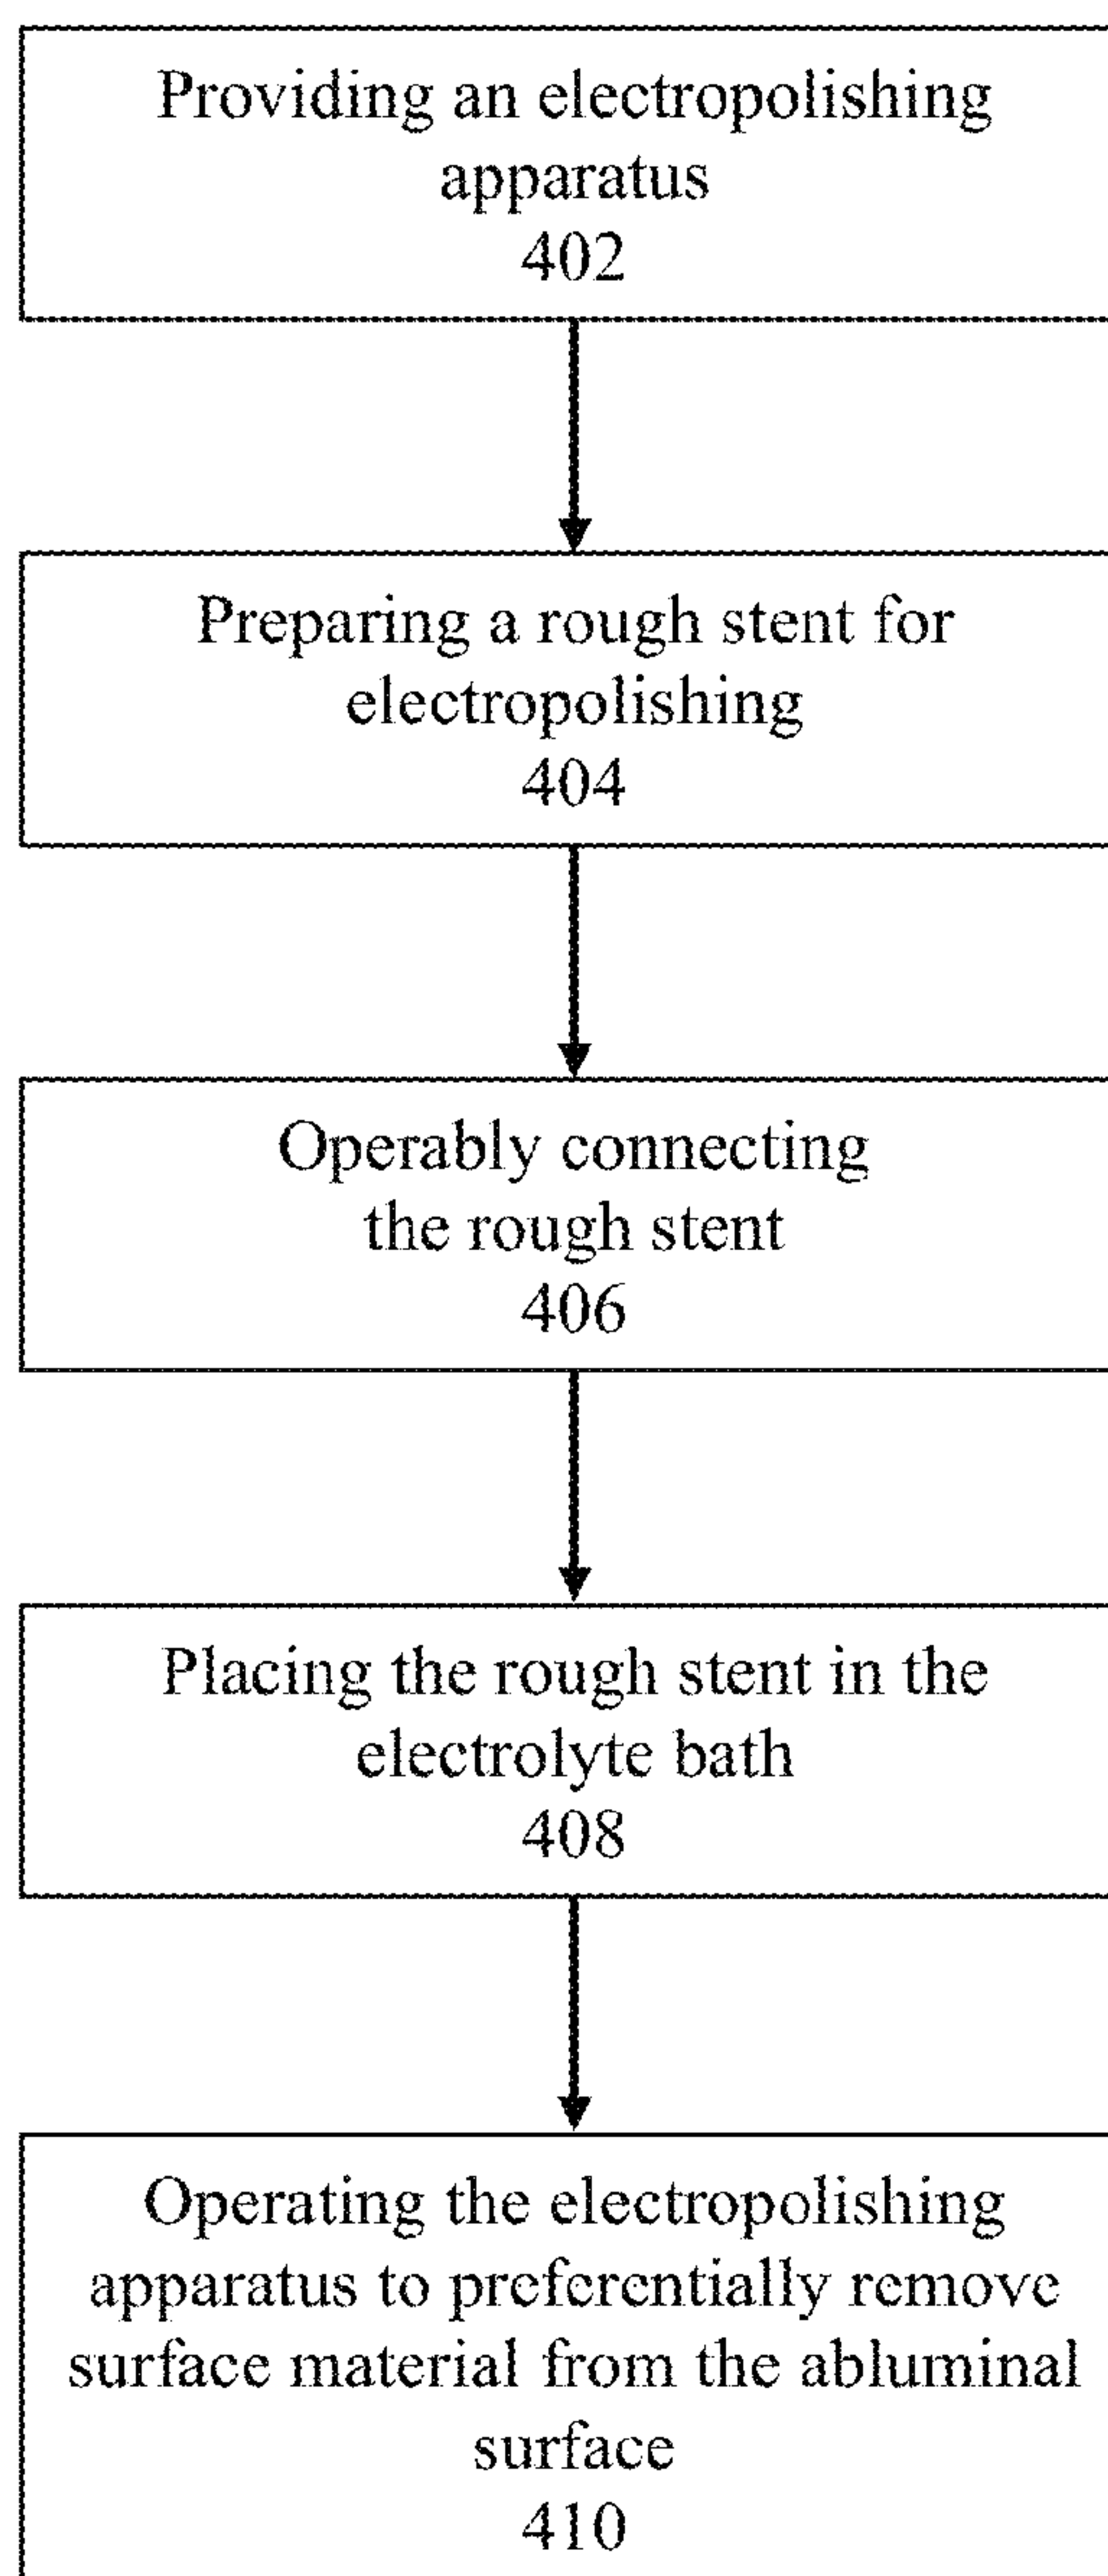 Providing an electropolishing
apparatus
402
Preparing a rough stent for
electropolishing
404
Operably connecting
the rough stent
406
Placing the rough stent in the
electrolyte bath
408
Operating the electropolishing
apparatus to preferentially remove
surface material from the abluminal
surface
410